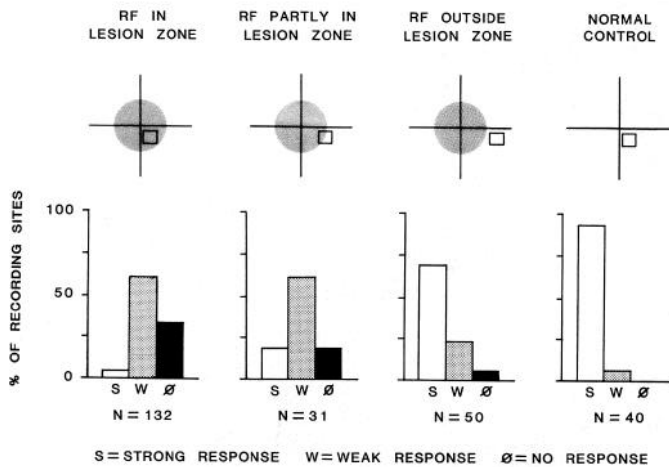 RF IN
LESION ZONE
RF PARTLY IN
LESION ZONE
RF OUTSIDE
LESION ZONE
NORMAL
CONTROL
% OF RECORDING SITES
100
50
0
S W Ø
S W Ø
S W Ø
S W Ø
N = 132
N = 31
N = 50
N = 40
S = STRONG RESPONSE W = WEAK RESPONSE Ø = NO RESPONSE